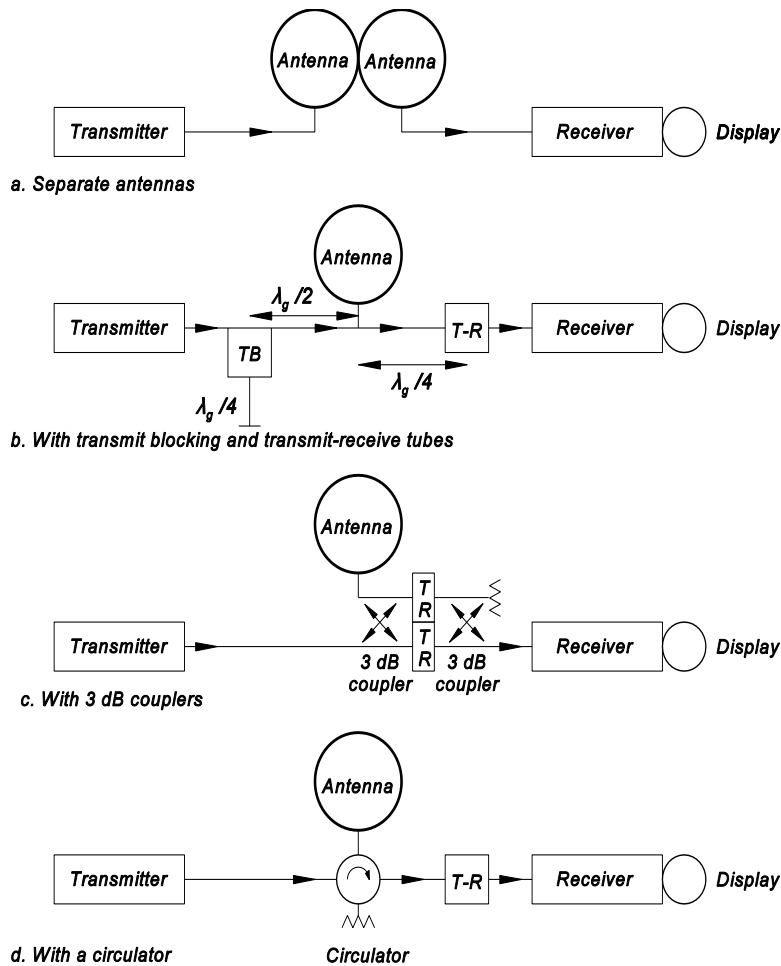 Antenna Antenna
Transmitter Receiver Display
a. Separate antennas
Antenna
λg /2
Transmitter T-R Receiver Display
TB
λg /4
λg /4
b. With transmit blocking and transmit-receive tubes
Antenna
T
R
Transmitter T
R Receiver Display
3 dB
coupler
3 dB
coupler
c. With 3 dB couplers
Antenna
Transmitter T-R Receiver Display
d. With a circulator Circulator